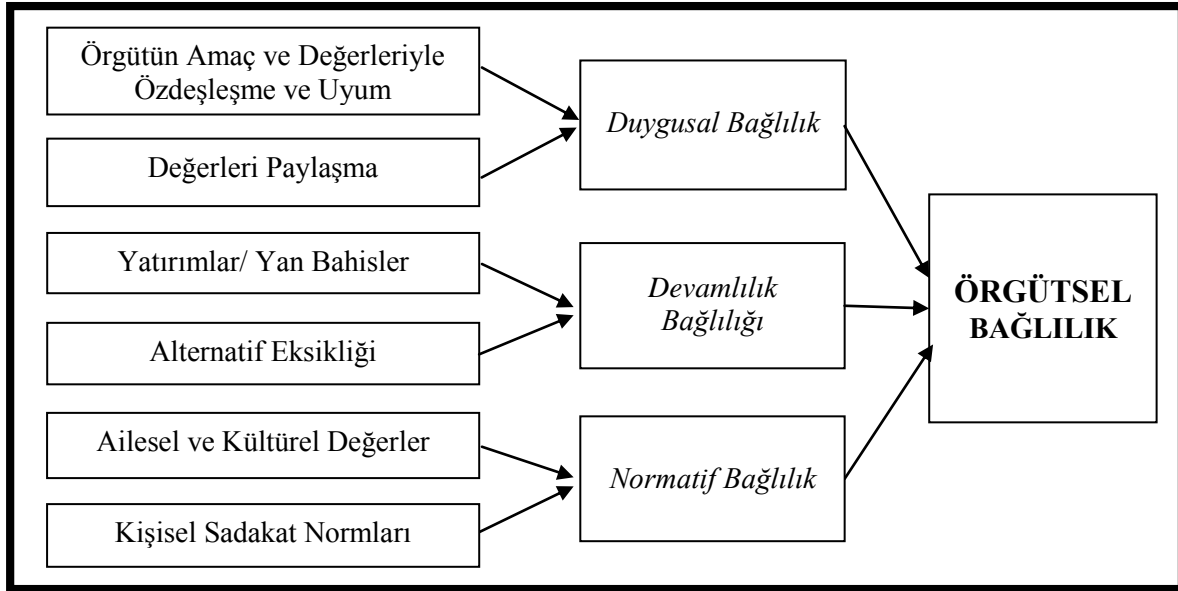 Örgütün Amaç ve Değerleriyle
Özdeşleşme ve Uyum
Değerleri Paylaşma
Yatırımlar/ Yan Bahisler
Alternatif Eksikliği
Ailesel ve Kültürel Değerler
Kişisel Sadakat Normları
Duygusal Bağlılık
Devamlılık
Bağlılığı
Normatif Bağlılık
ÖRGÜTSEL
BAĞLILIK